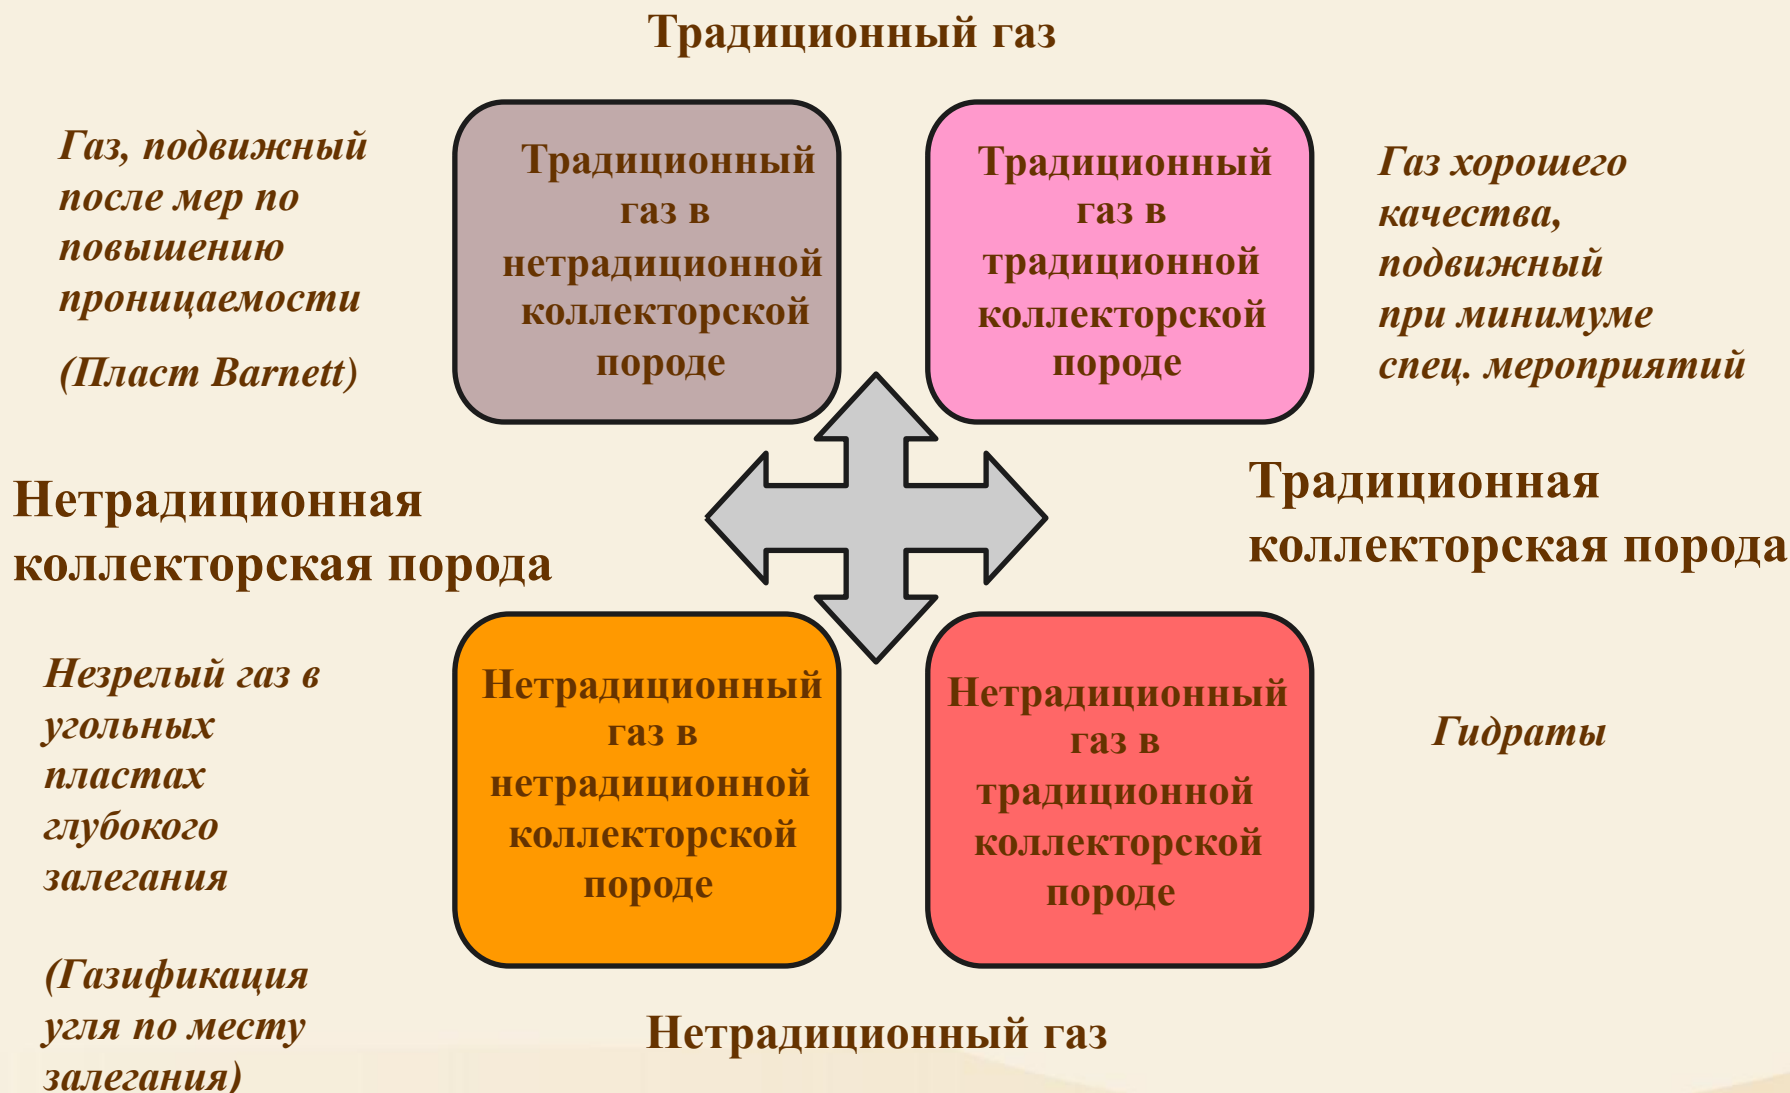 Традиционный газ
Газ, подвижный
после мер по
повышению
проницаемости
(Пласт Barnett)
Традиционный
газ в
нетрадиционной
коллекторской
породе
Традиционный
газ в
традиционной
коллекторской
породе
Газ хорошего
качества,
подвижный
при минимуме
спец. мероприятий
Нетрадиционная
коллекторская порода
Традиционная
коллекторская порода
Незрелый газ в
угольных
пластах
глубокого
залегания
(Газификация
угля по месту
залегания)
Нетрадиционный
газ в
нетрадиционной
коллекторской
породе
Нетрадиционный
газ в
традиционной
коллекторской
породе
Гидраты
Нетрадиционный газ